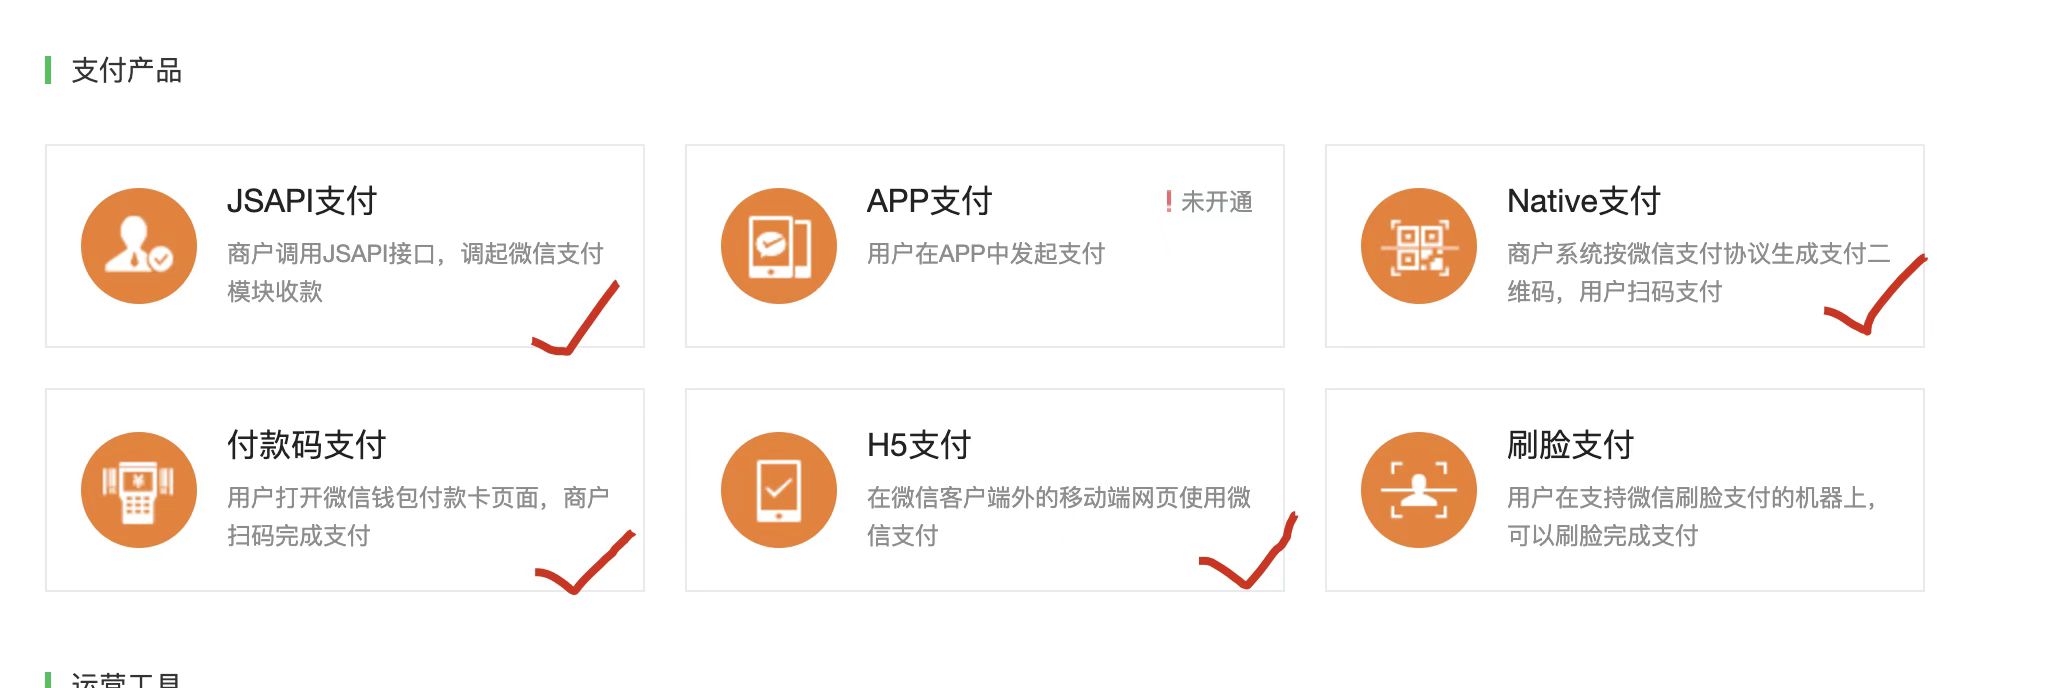 支付产品
JSAPI支付
商户调用JSAPI接口，调起微信支付
模块收款
APP支付
未开通
用户在APP中发起支付
Native支付
商户系统按微信支付协议生成支付二
维码，用户扫码支付
付款码支付
用户打开微信钱包付款卡页面，商户
扫码完成支付
H5支付
在微信客户端外的移动端网页使用微
信支付
刷脸支付
用户在支持微信刷脸支付的机器上，
可以刷脸完成支付
运营工具